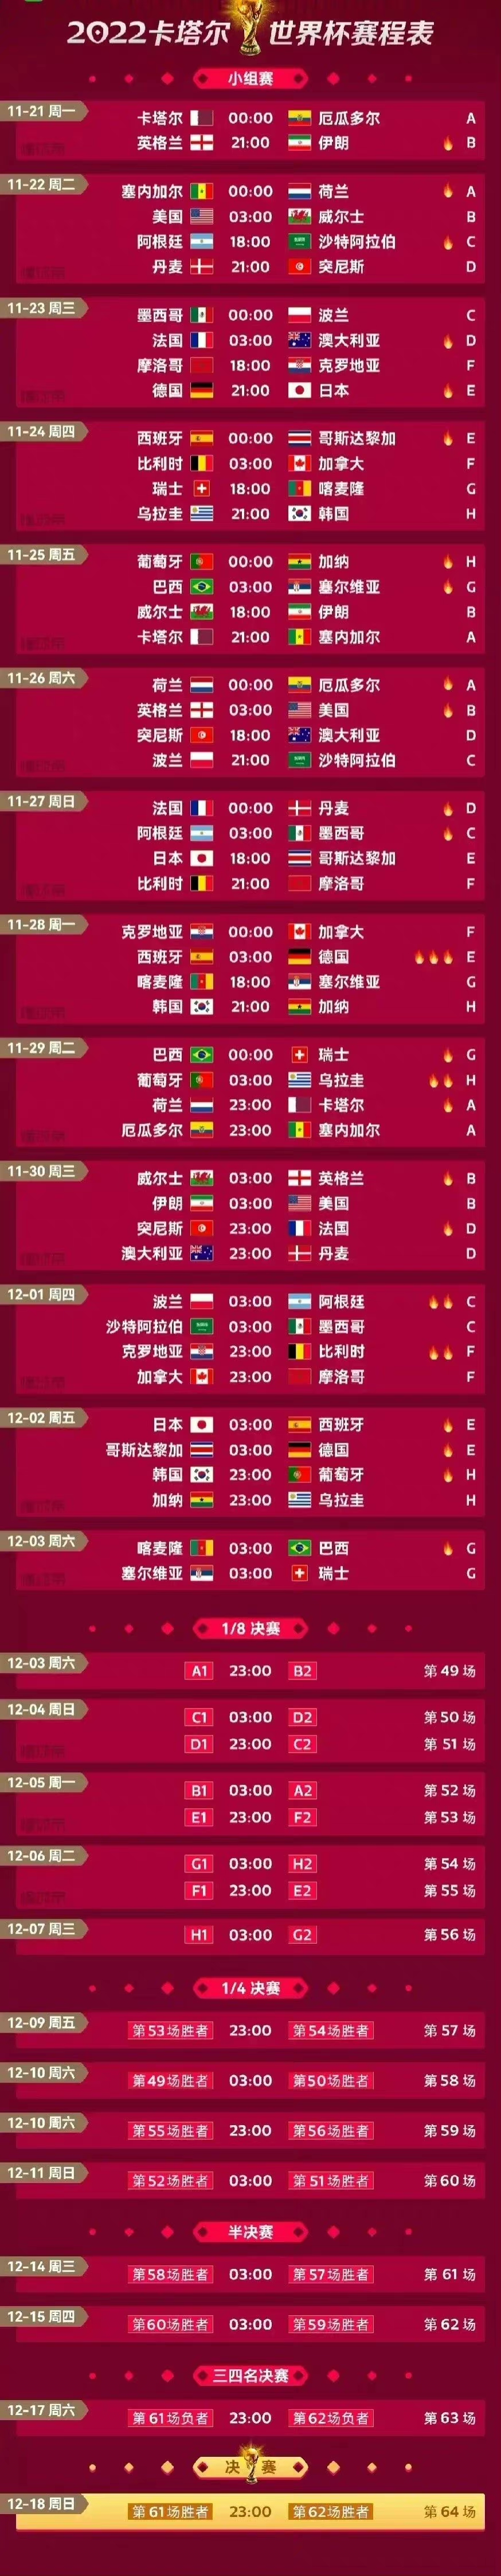 2022卡塔尔 世界杯赛程表
小组赛
11-21 周一
卡塔尔 00:00 厄瓜多尔 A
英格兰 21:00 伊朗 B
11-22 周二
塞内加尔 00:00 荷兰 A
美国 03:00 威尔士 B
阿根廷 18:00 沙特阿拉伯 C
丹麦 21:00 突尼斯 D
11-23 周三
墨西哥 00:00 波兰 C
法国 03:00 澳大利亚 D
摩洛哥 18:00 克罗地亚 F
德国 21:00 日本 E
11-24 周四
西班牙 00:00 哥斯达黎加 E
比利时 03:00 加拿大 F
瑞士 18:00 喀麦隆 G
乌拉圭 21:00 韩国 H
11-25 周五
葡萄牙 00:00 加纳 H
巴西 03:00 塞尔维亚 G
威尔士 18:00 伊朗 B
卡塔尔 21:00 塞内加尔 A
11-26 周六
荷兰 00:00 厄瓜多尔 A
英格兰 03:00 美国 B
突尼斯 18:00 澳大利亚 D
波兰 21:00 沙特阿拉伯 C
11-27 周日
法国 00:00 丹麦 D
阿根廷 03:00 墨西哥 C
日本 18:00 哥斯达黎加 E
比利时 21:00 摩洛哥 F
11-28 周一
克罗地亚 00:00 加拿大 F
西班牙 03:00 德国 E
喀麦隆 18:00 塞尔维亚 G
韩国 21:00 加纳 H
11-29 周二
巴西 00:00 瑞士 G
葡萄牙 03:00 乌拉圭 H
荷兰 23:00 卡塔尔 A
厄瓜多尔 23:00 塞内加尔 A
11-30 周三
威尔士 03:00 英格兰 B
伊朗 03:00 美国 B
突尼斯 23:00 法国 D
澳大利亚 23:00 丹麦 D
12-01 周四
波兰 03:00 阿根廷 C
沙特阿拉伯 03:00 墨西哥 C
克罗地亚 23:00 比利时 F
加拿大 23:00 摩洛哥 F
12-02 周五
日本 03:00 西班牙 E
哥斯达黎加 03:00 德国 E
韩国 23:00 葡萄牙 H
加纳 23:00 乌拉圭 H
12-03 周六
喀麦隆 03:00 巴西 G
塞尔维亚 03:00 瑞士 G
1/8 决赛
12-03 周六
A1 23:00 B2 第 49 场
12-04 周日
C1 03:00 D2 第 50 场
D1 23:00 C2 第 51 场
12-05 周一
B1 03:00 A2 第 52 场
E1 23:00 F2 第 53 场
12-06 周二
G1 03:00 H2 第 54 场
F1 23:00 E2 第 55 场
12-07 周三
H1 03:00 G2 第 56 场
1/4 决赛
12-09 周五
第53场胜者 23:00 第54场胜者 第 57 场
12-10 周六
第49场胜者 03:00 第50场胜者 第 58 场
12-10 周六
第55场胜者 23:00 第56场胜者 第 59 场
12-11 周日
第52场胜者 03:00 第51场胜者 第 60 场
半决赛
12-14 周三
第58场胜者 03:00 第57场胜者 第 61 场
12-15 周四
第60场胜者 03:00 第59场胜者 第 62 场
三四名决赛
12-17 周六
第61场负者 23:00 第62场负者 第 63 场
决赛
12-18 周日
第61场胜者 23:00 第62场胜者 第 64 场